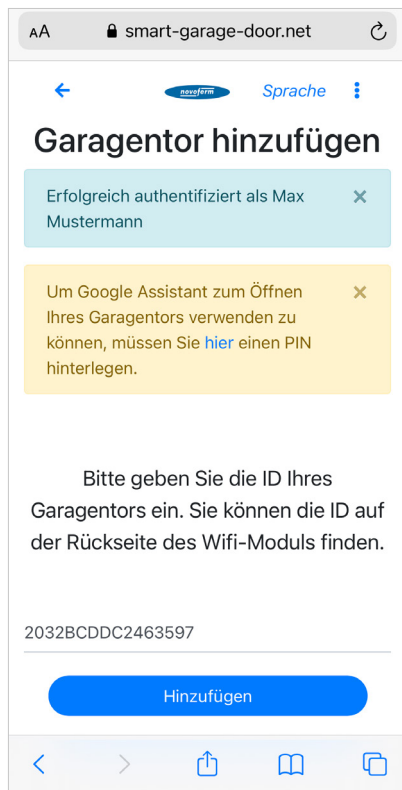 AA smart-garage-door.net
novoferm Sprache
Garagentor hinzufügen
Erfolgreich authentifiziert als Max
Mustermann
Um Google Assistant zum Öffnen
Ihres Garagentors verwenden zu
können, müssen Sie hier einen PIN
hinterlegen.
Bitte geben Sie die ID Ihres
Garagentors ein. Sie können die ID auf
der Rückseite des Wifi-Moduls finden.
2032BCDDC2463597
Hinzufügen